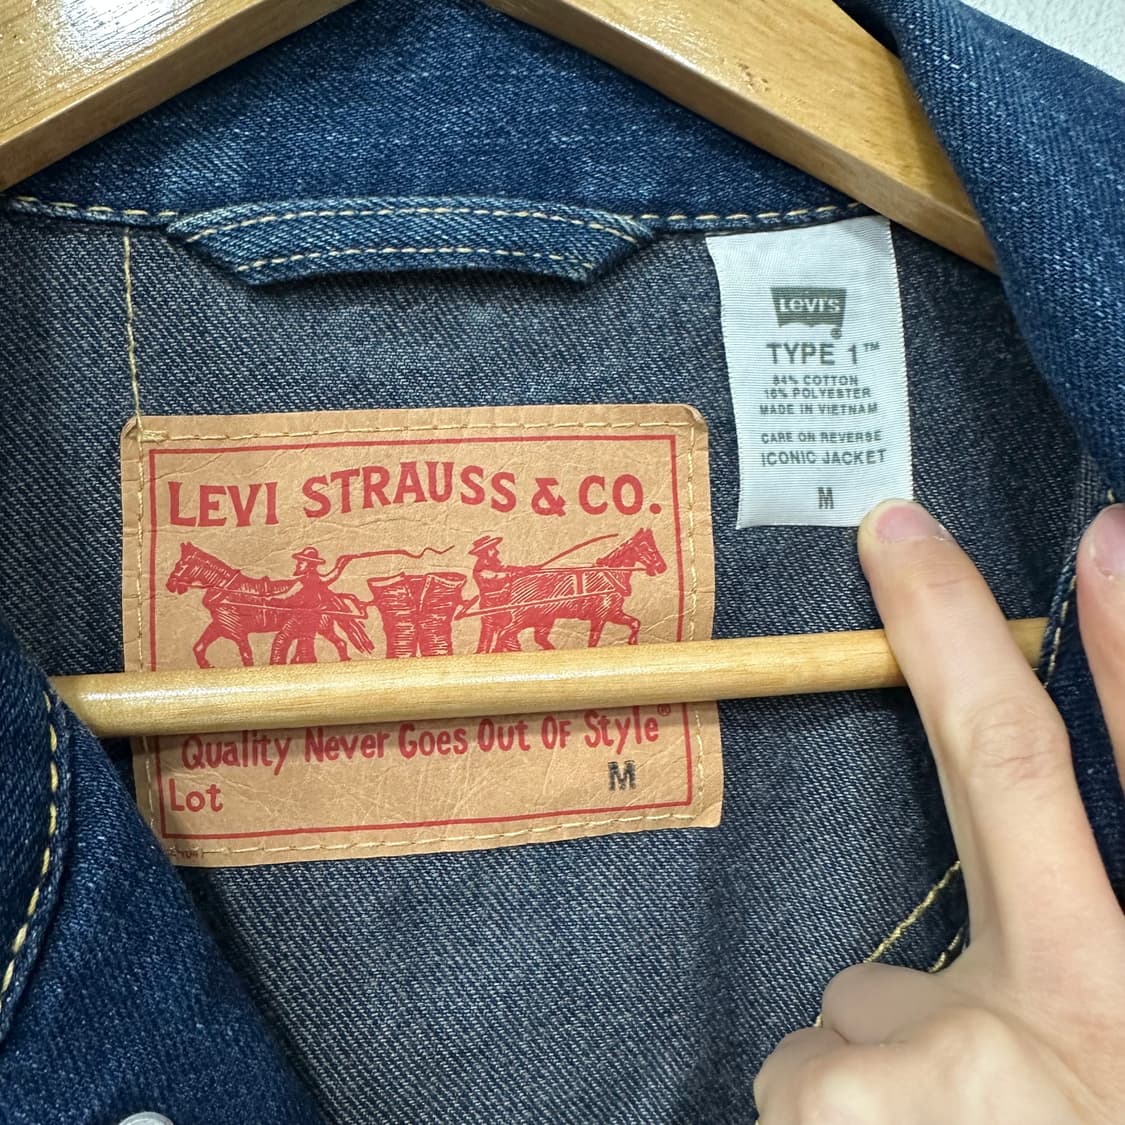 LEVI'S
TYPE 1™
84% COTTON
16% POLYESTER
MADE IN VIETNAM
CARE ON REVERSE
ICONIC JACKET
M
LEVI STRAUSS & CO.
Quality Never Goes Out Of Style®
M
Lot